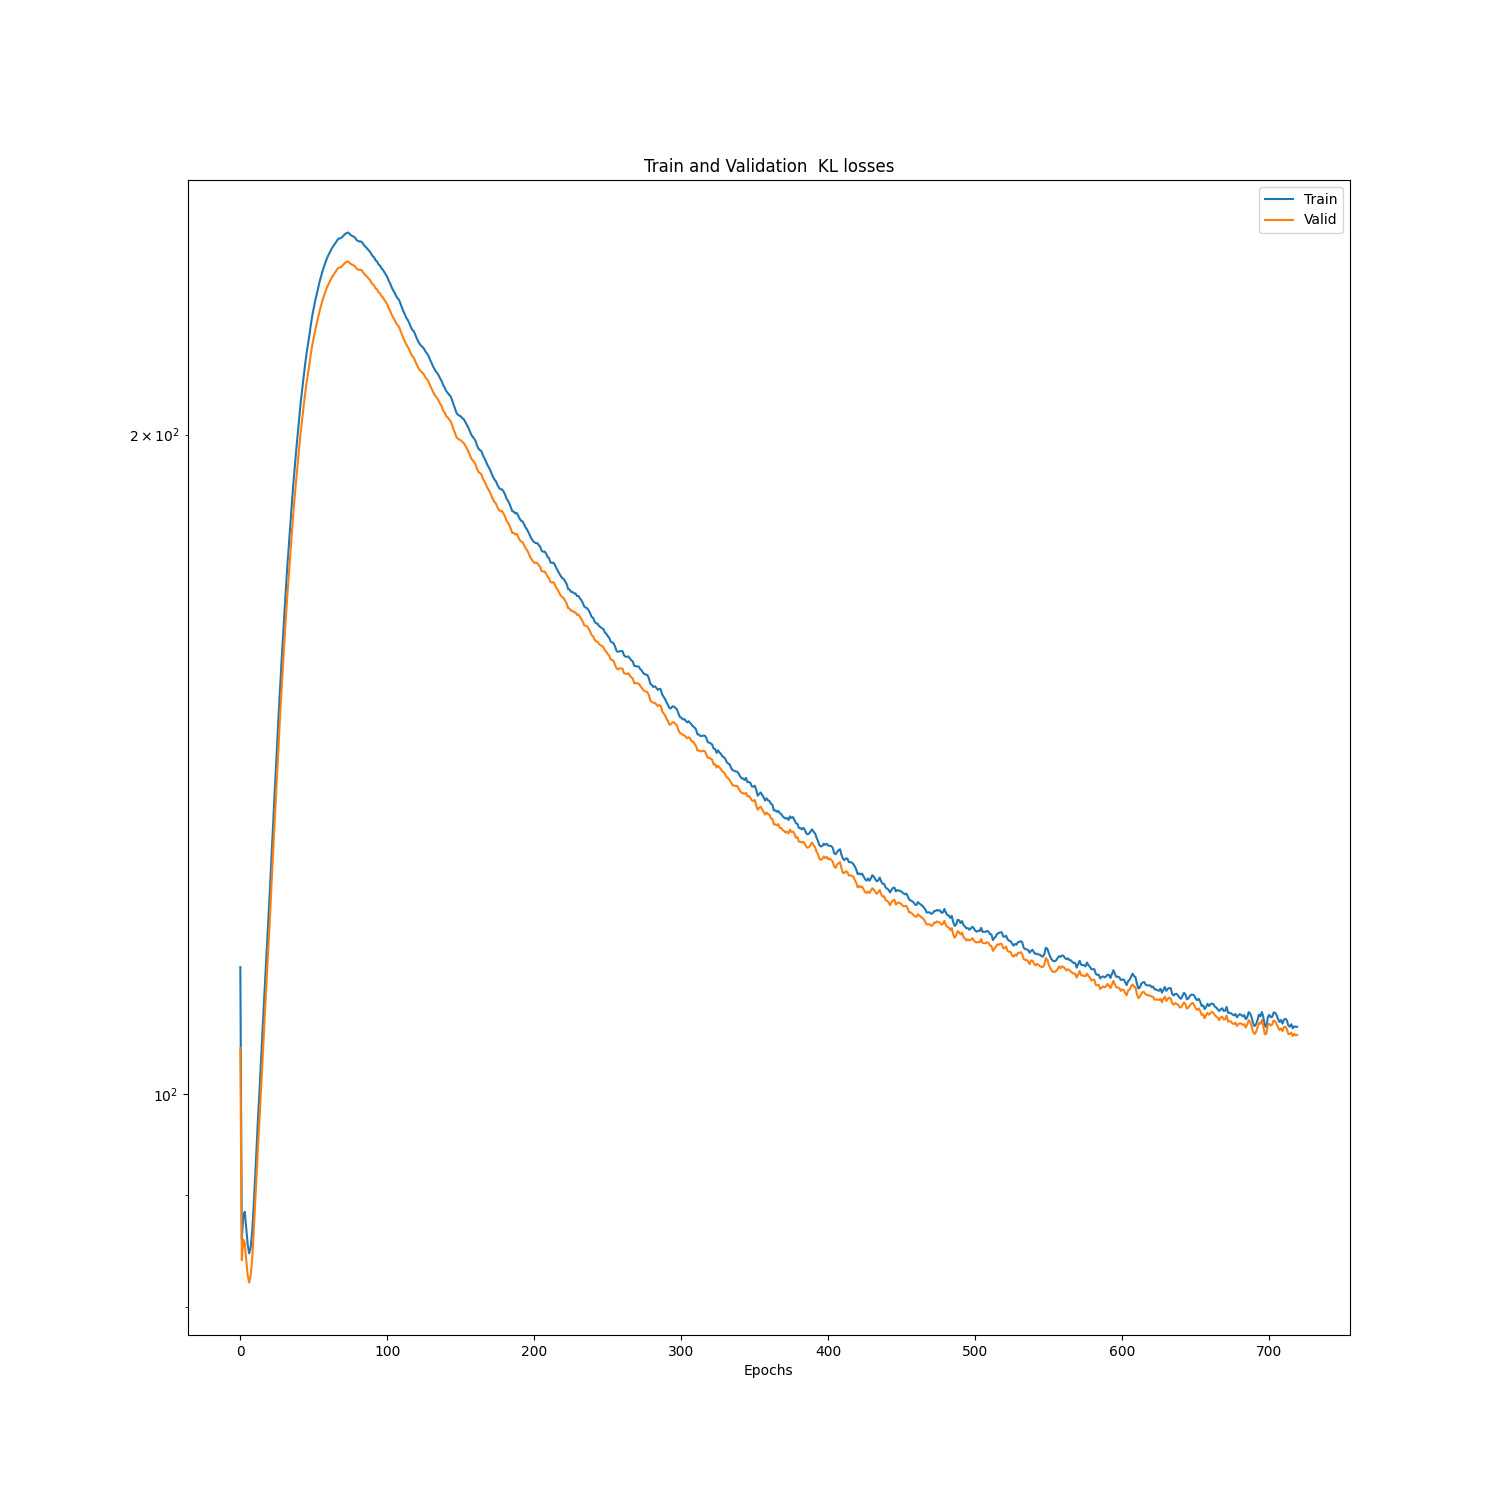 Train and Validation  KL losses
Train
Valid
2 × 10²
10²
0 100 200 300 400 500 600 700
Epochs